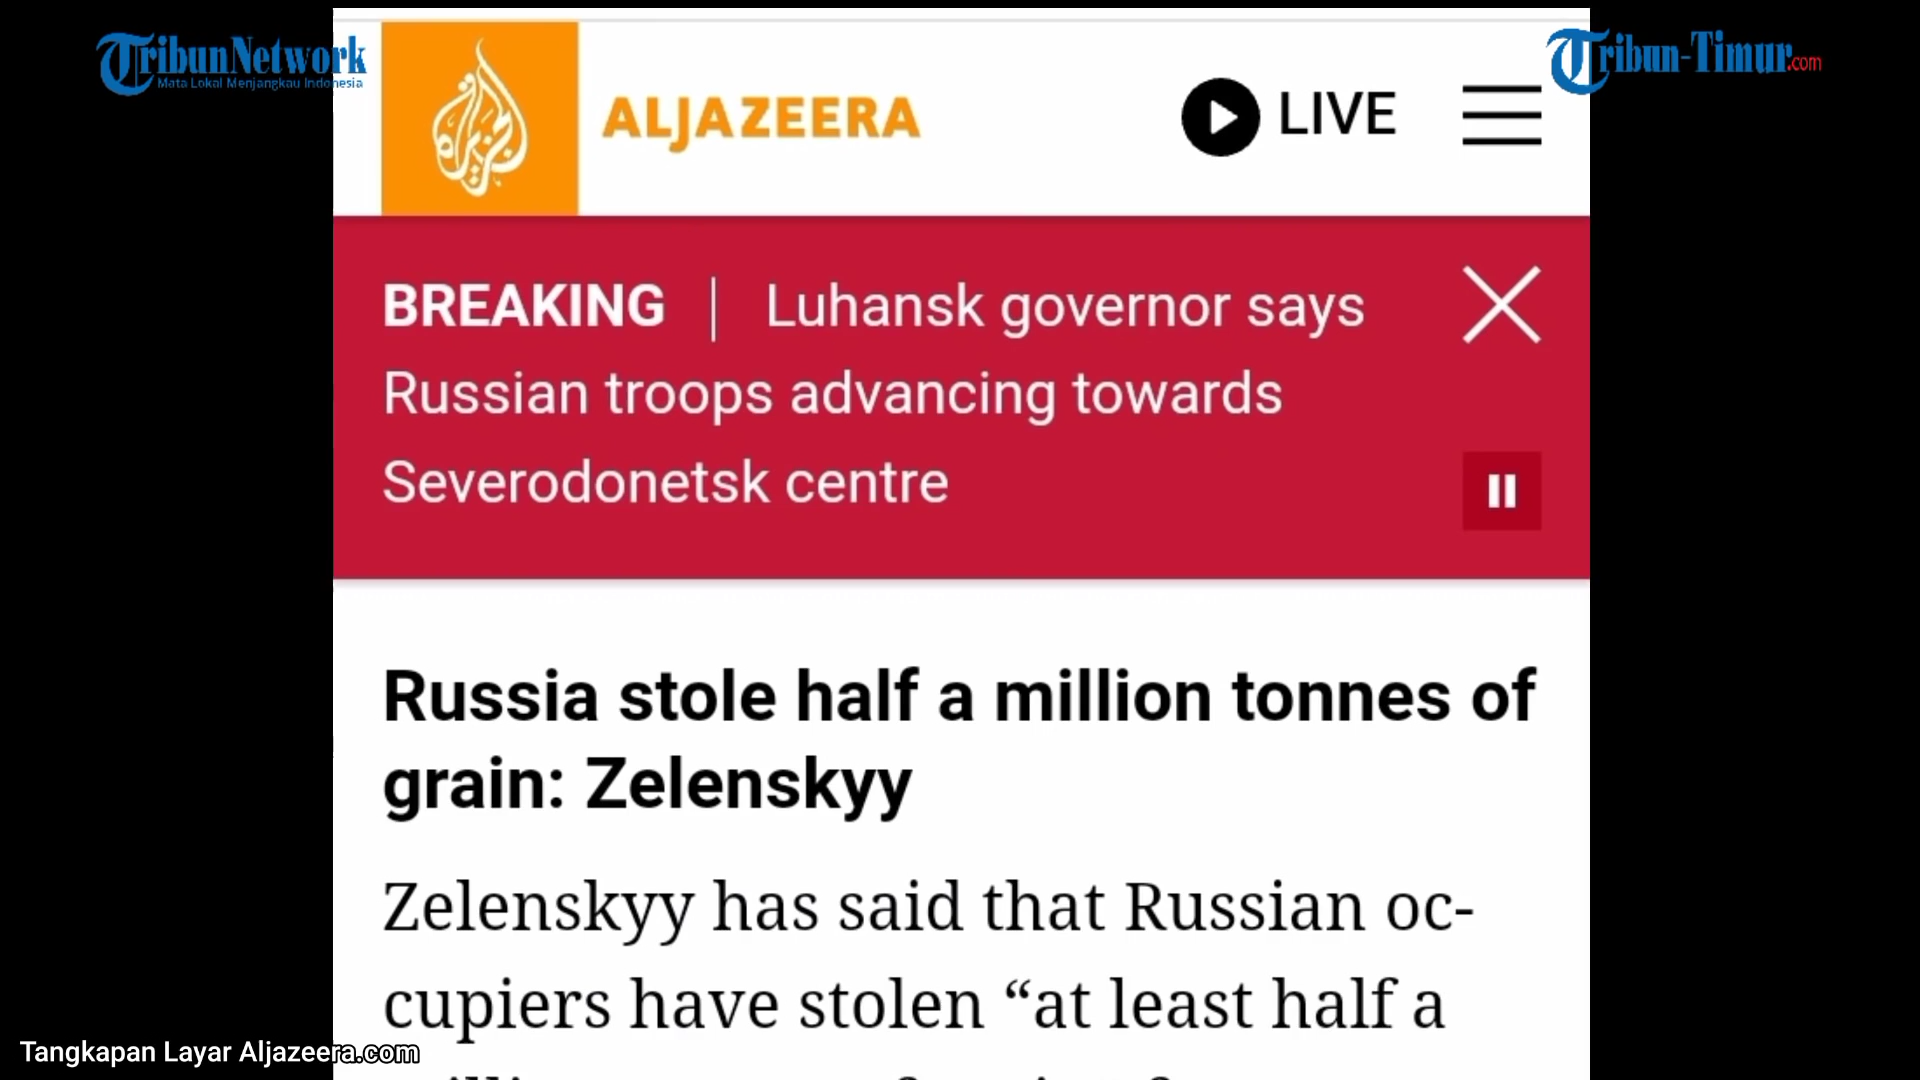 TribunNetwork
Mata Lokal Menjangkau Indonesia
Tribun-Timur.com
الجزيرة
ALJAZEERA
LIVE
BREAKING | Luhansk governor says
Russian troops advancing towards
Severodonetsk centre
Russia stole half a million tonnes of
grain: Zelenskyy
Zelenskyy has said that Russian oc-
cupiers have stolen “at least half a
Tangkapan Layar Aljazeera.com